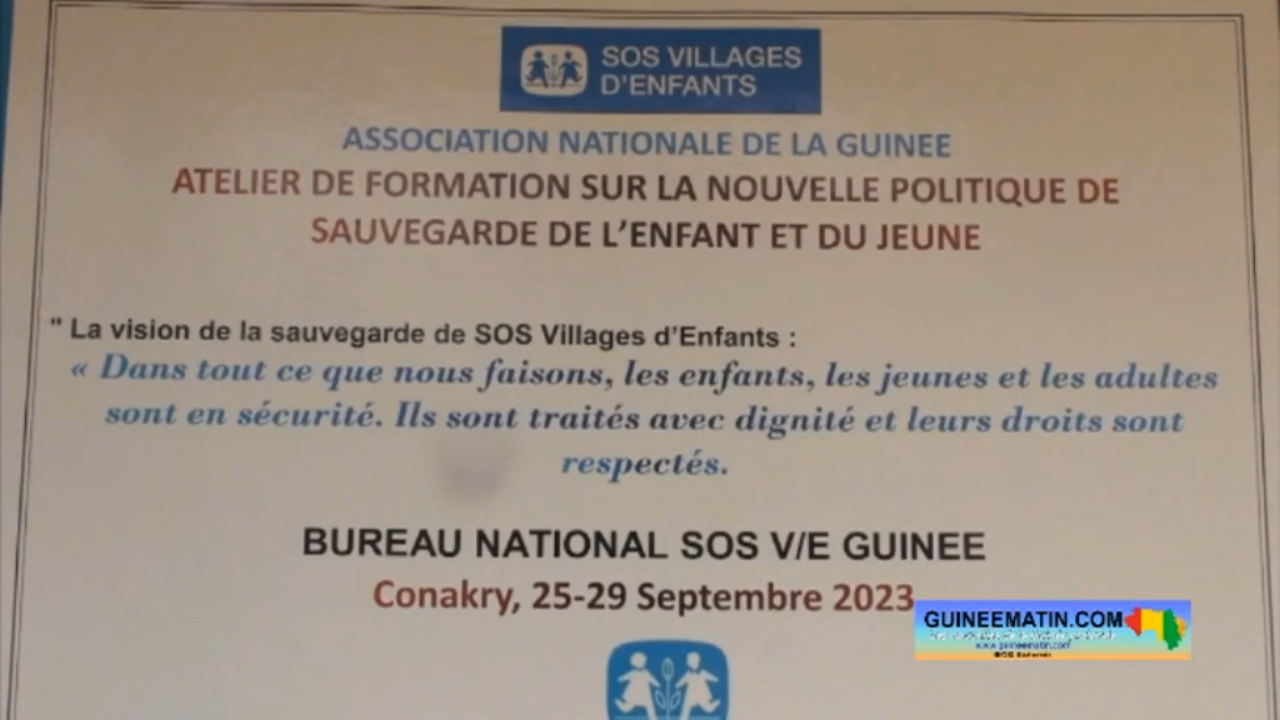 SOS VILLAGES
D'ENFANTS
ASSOCIATION NATIONALE DE LA GUINEE
ATELIER DE FORMATION SUR LA NOUVELLE POLITIQUE DE
SAUVEGARDE DE L'ENFANT ET DU JEUNE
" La vision de la sauvegarde de SOS Villages d'Enfants :
« Dans tout ce que nous faisons, les enfants, les jeunes et les adultes
sont en sécurité. Ils sont traités avec dignité et leurs droits sont
respectés.
BUREAU NATIONAL SOS V/E GUINEE
Conakry, 25-29 Septembre 2023
GUINEEMATIN.COM
www.guineematin.com